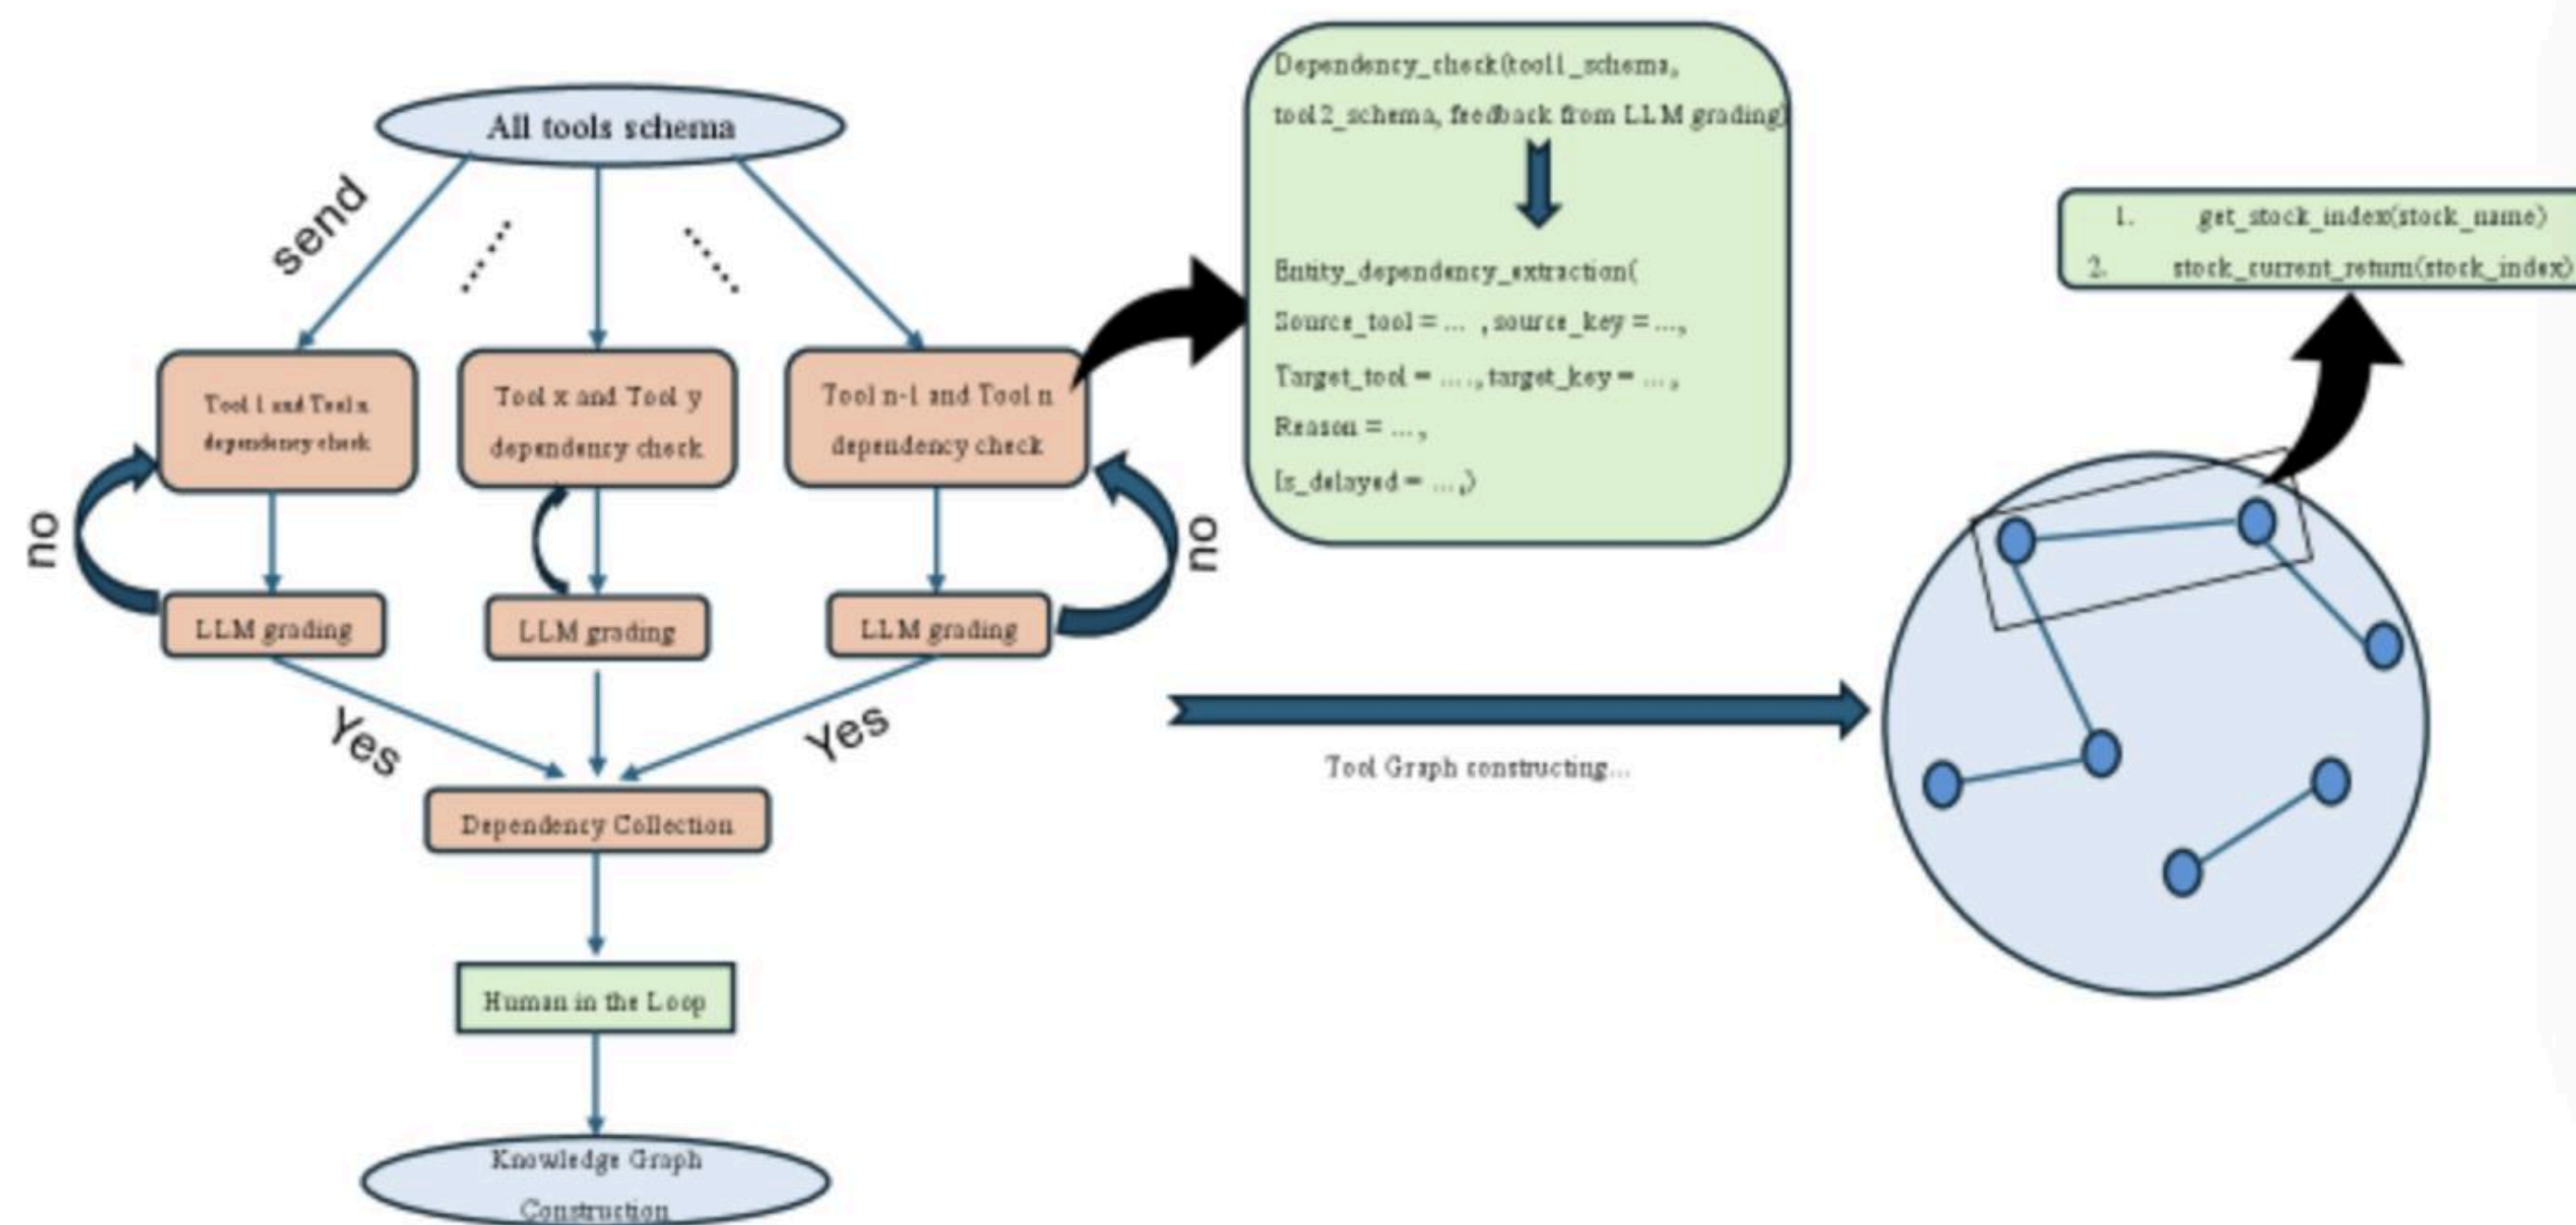 All tools schema
send
......
......
Tool 1 and Tool n
dependency check
Tool x and Tool y
dependency check
Tool n-1 and Tool n
dependency check
no
no
LLM grading
LLM grading
LLM grading
Yes
Yes
Dependency Collection
Human in the Loop
Knowledge Graph
Construction
Dependency_check(tool1_schema,
tool2_schema, feedback from LLM grading)
Entity_dependency_extraction(
Source_tool = ... , source_key = ...,
Target_tool = ...., target_key = ... ,
Reason = ... ,
Is_delayed = ... ,)
Tool Graph constructing...
1. get_stock_index(stock_name)
2. stock_current_return(stock_index)